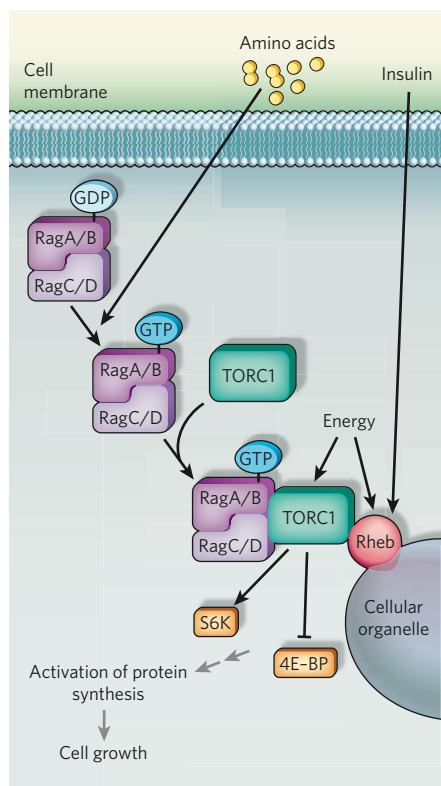 Amino acids
Cell
membrane
Insulin
GDP
RagA/B
RagC/D
GTP
RagA/B
RagC/D
TORC1
Energy
GTP
RagA/B
RagC/D
TORC1
Rheb
S6K
4E–BP
Cellular
organelle
Activation of protein
synthesis
Cell growth